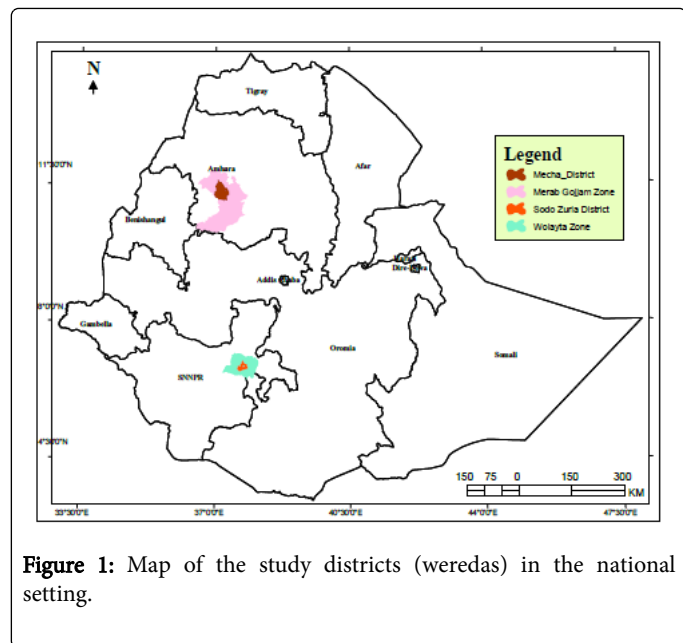 N
Tigray
11°30'0"N
Amhara
Afar
Legend
Mecha_District
Merab Gojjam Zone
Sodo Zuria District
Wolayta Zone
Benishangul
Addis Ababa
Dire-Dawa
8°0'0"N
Gambella
Oromia
Somali
SNNPR
4°30'0"N
150 75 0 150 300
KM
33°30'0"E 37°0'0"E 40°30'0"E 44°0'0"E 47°30'0"E
Figure 1: Map of the study districts (weredas) in the national
setting.